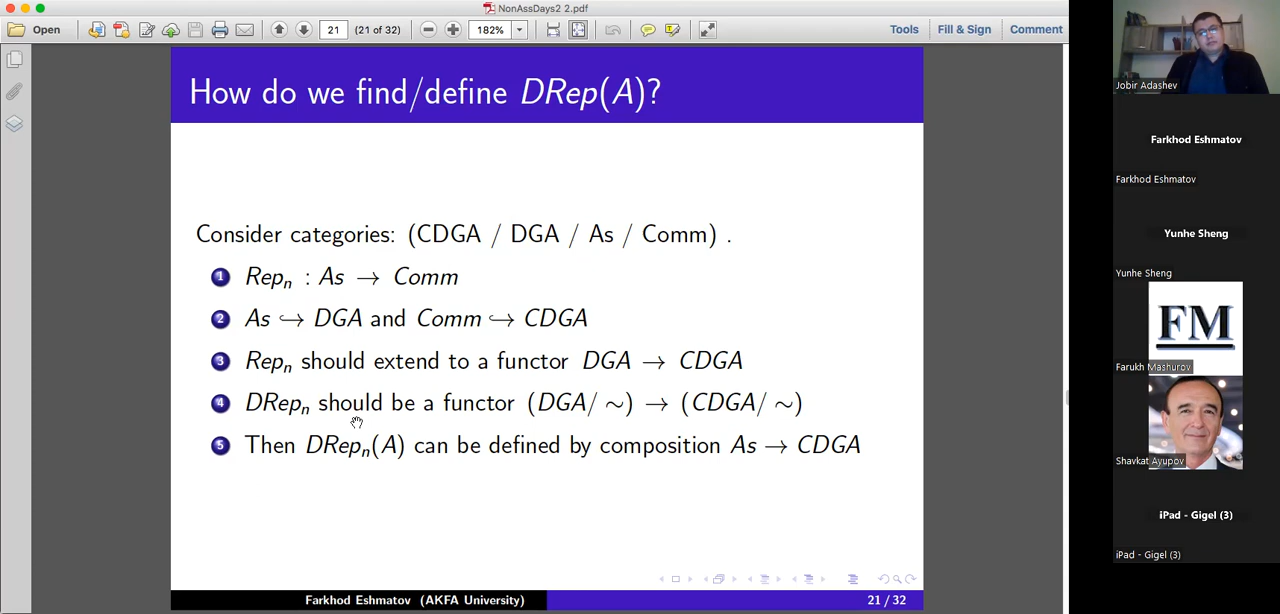 NonAssDays2 2.pdf
Open
21
(21 of 32)
182%
Tools
Fill & Sign
Comment
How do we find/define DRep(A)?
Consider categories: (CDGA / DGA / As / Comm) .
1 Repₙ : As → Comm
2 As ↪ DGA and Comm ↪ CDGA
3 Repₙ should extend to a functor DGA → CDGA
4 DRepₙ should be a functor (DGA/ ∼) → (CDGA/ ∼)
5 Then DRepₙ(A) can be defined by composition As → CDGA
Farkhod Eshmatov (AKFA University)
21 / 32
Jobir Adashev
Farkhod Eshmatov
Farkhod Eshmatov
Yunhe Sheng
Yunhe Sheng
FM
Farukh Mashurov
Shavkat Ayupov
iPad - Gigel (3)
iPad - Gigel (3)